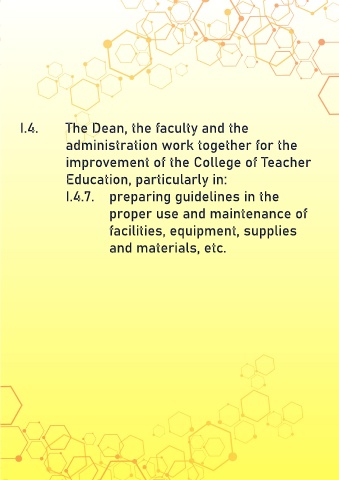 I.4. The Dean, the faculty and the
administration work together for the
improvement of the College of Teacher
Education, particularly in:
I.4.7. preparing guidelines in the
proper use and maintenance of
facilities, equipment, supplies
and materials, etc.